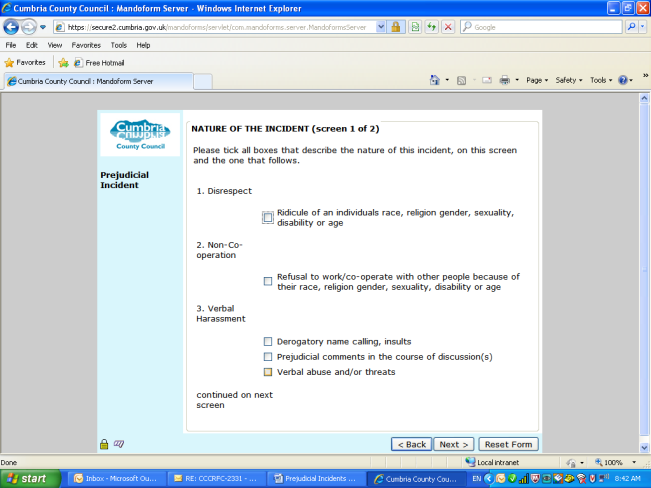 Cumbria County Council : Mandoform Server - Windows Internet Explorer
https://secure2.cumbria.gov.uk/mandoforms/servlet/com.mandoforms.server.MandoformsServer
Google
File Edit View Favorites Tools Help
Favorites Free Hotmail
Cumbria County Council : Mandoform Server
Page Safety Tools
Cumbria
County Council
Prejudicial
Incident
NATURE OF THE INCIDENT (screen 1 of 2)
Please tick all boxes that describe the nature of this incident, on this screen
and the one that follows.
1. Disrespect
Ridicule of an individuals race, religion gender, sexuality,
disability or age
2. Non-Co-
operation
Refusal to work/co-operate with other people because of
their race, religion gender, sexuality, disability or age
3. Verbal
Harassment
Derogatory name calling, insults
Prejudicial comments in the course of discussion(s)
Verbal abuse and/or threats
continued on next
screen
< Back Next > Reset Form
Done Local intranet 100%
start Inbox - Microsoft Ou... RE: CCCRFC-2331 - ... Prejudicial Incidents ... Cumbria County Cou... EN 8:42 AM